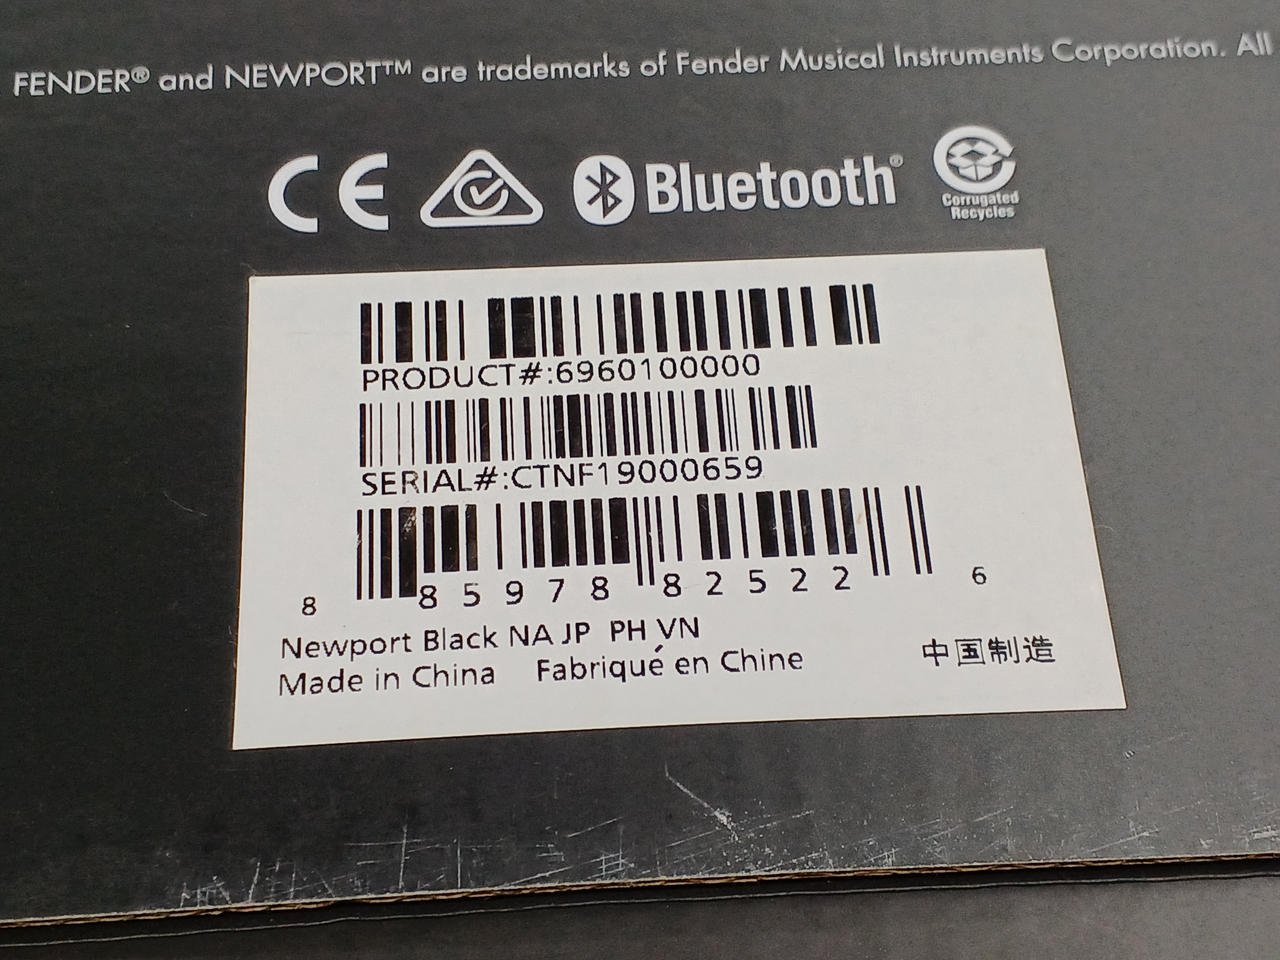 FENDER® and NEWPORT™ are trademarks of Fender Musical Instruments Corporation. All
CE Bluetooth®
Corrugated
Recycles
PRODUCT#:6960100000
SERIAL#:CTNF19000659
8 85978 82522 6
Newport Black NA JP PH VN
Made in China Fabriqué en Chine 中国制造